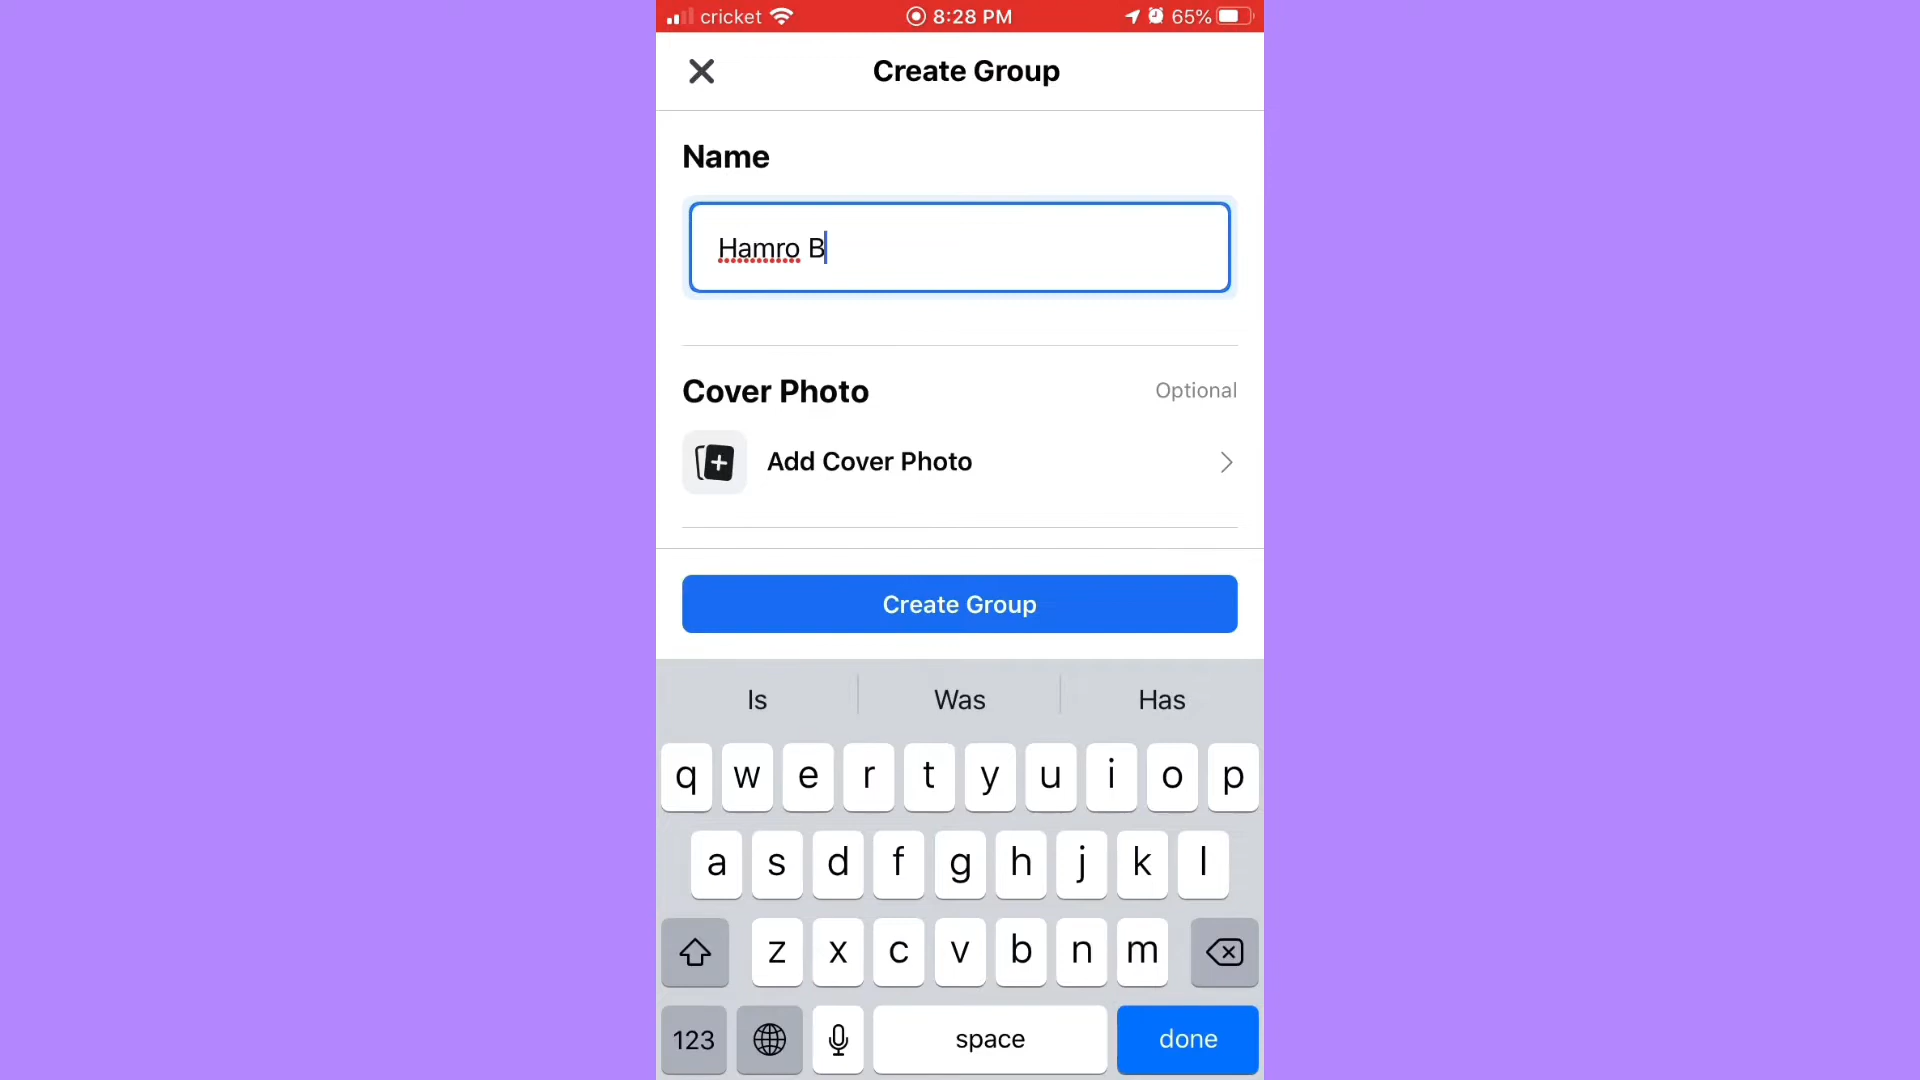 cricket 8:28 PM 65%
Create Group
Name
Hamro B
Cover Photo Optional
Add Cover Photo
Create Group
Is Was Has
q w e r t y u i o p
a s d f g h j k l
z x c v b n m
123 space done